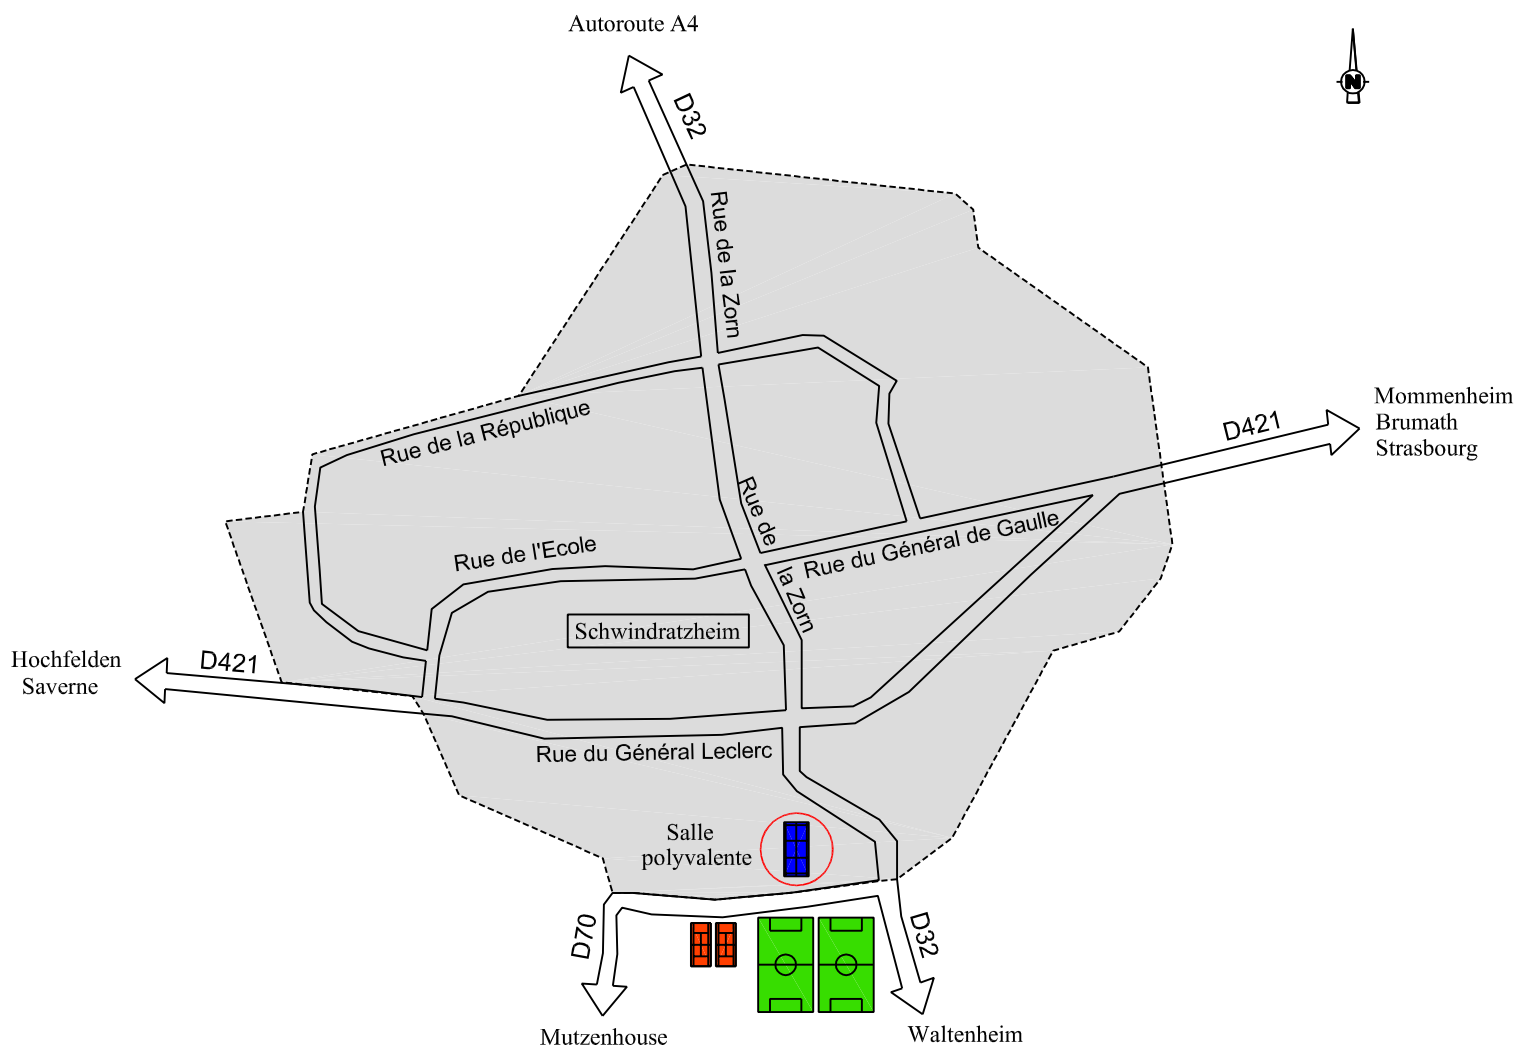 Autoroute A4
N
D32
Rue de la Zorn
Mommenheim
Brumath
Strasbourg
D421
Rue de la République
Rue de
la Zorn
Rue du Général de Gaulle
Rue de l'Ecole
Schwindratzheim
Hochfelden
Saverne
D421
Rue du Général Leclerc
Salle
polyvalente
D70
D32
Mutzenhouse
Waltenheim